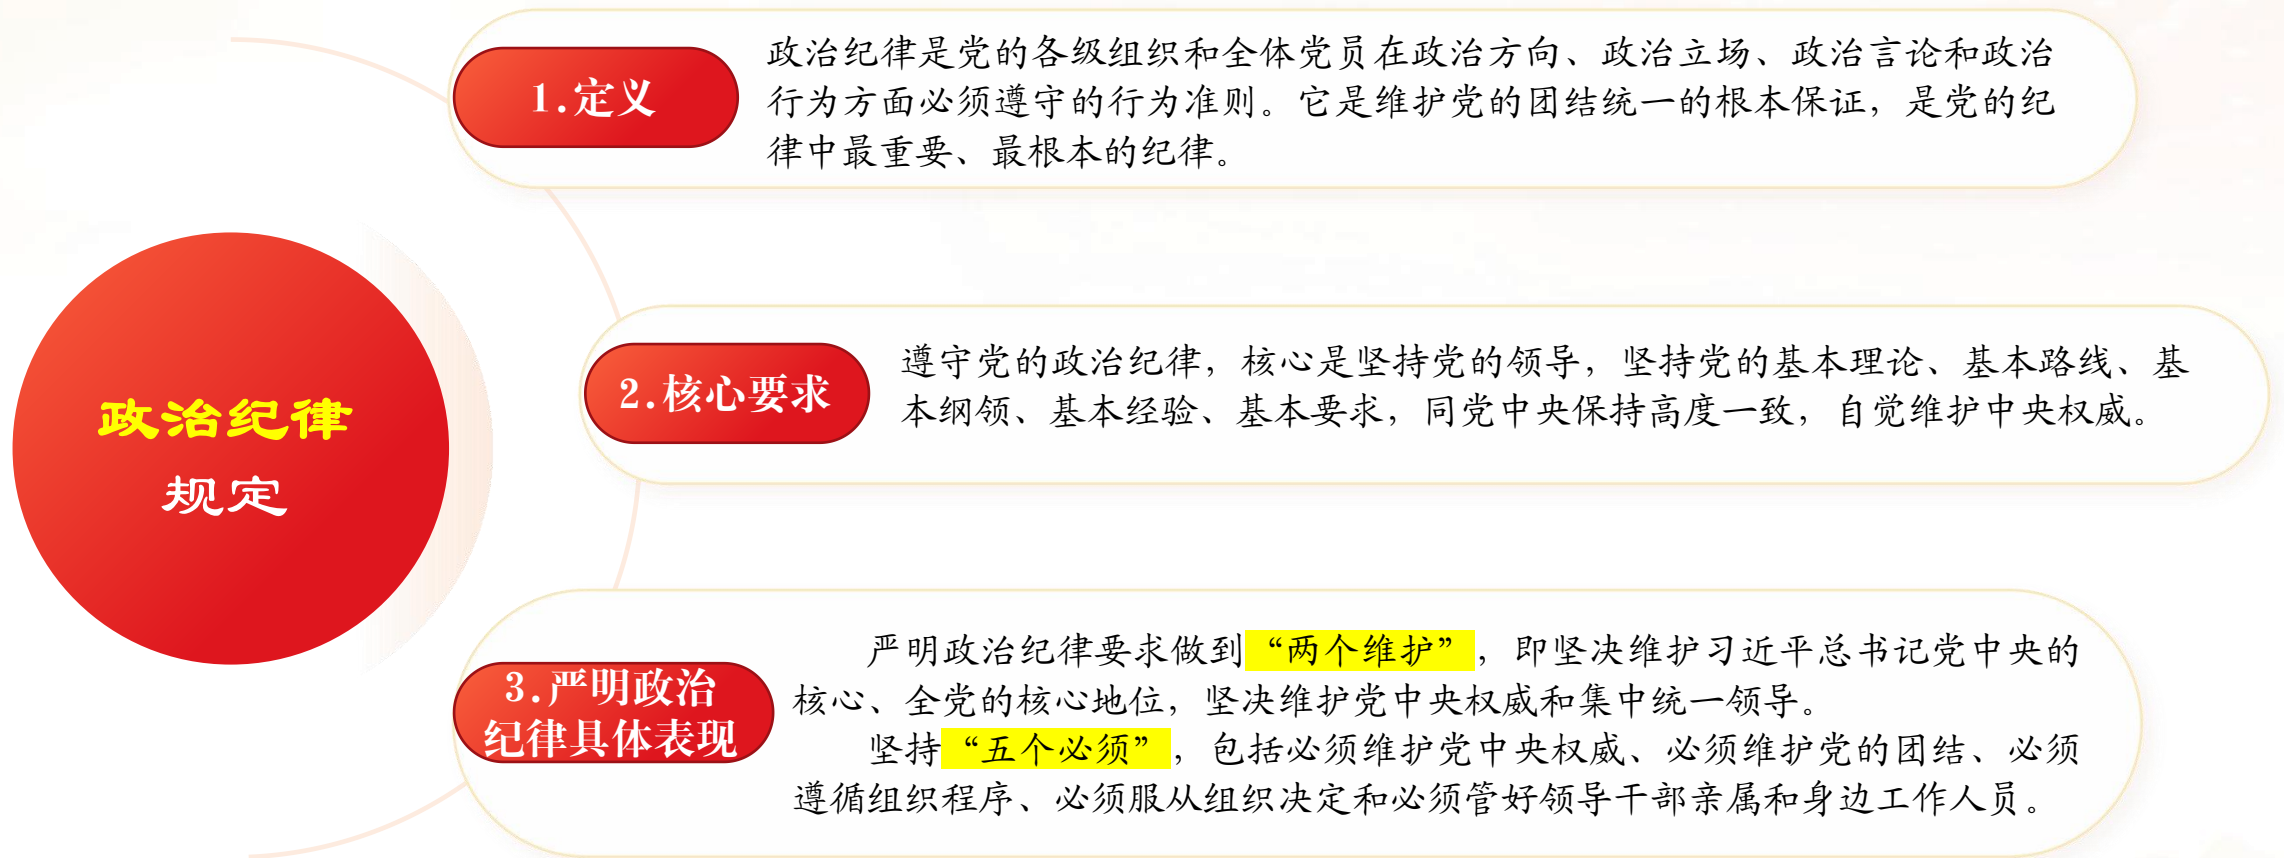 政治纪律
规定
1.定义
政治纪律是党的各级组织和全体党员在政治方向、政治立场、政治言论和政治
行为方面必须遵守的行为准则。它是维护党的团结统一的根本保证，是党的纪
律中最重要、最根本的纪律。
2.核心要求
遵守党的政治纪律，核心是坚持党的领导，坚持党的基本理论、基本路线、基
本纲领、基本经验、基本要求，同党中央保持高度一致，自觉维护中央权威。
3.严明政治
纪律具体表现
严明政治纪律要求做到“两个维护”，即坚决维护习近平总书记党中央的
核心、全党的核心地位，坚决维护党中央权威和集中统一领导。
坚持“五个必须”，包括必须维护党中央权威、必须维护党的团结、必须
遵循组织程序、必须服从组织决定和必须管好领导干部亲属和身边工作人员。